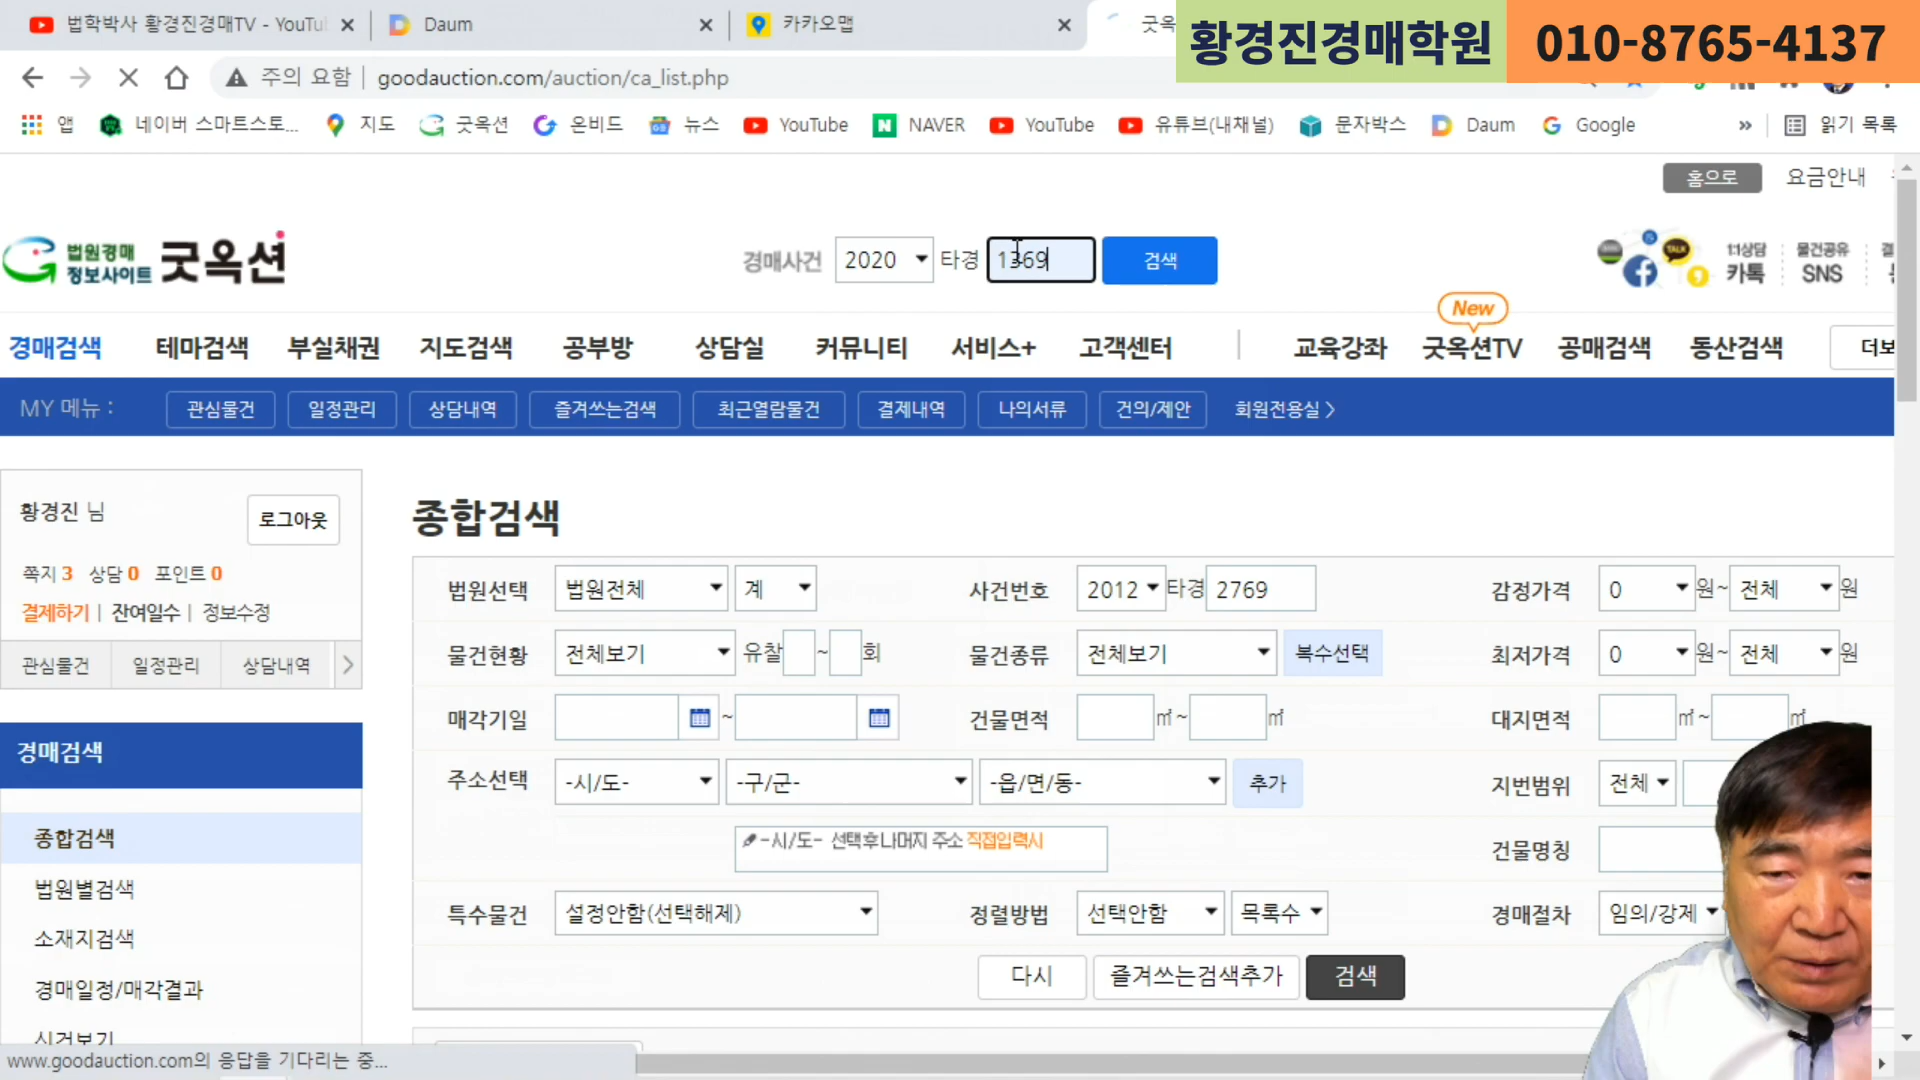 법학박사 황경진경매TV - YouTu
Daum
카카오맵
굿옥
황경진경매학원
010-8765-4137
주의 요함
goodauction.com/auction/ca_list.php
앱
네이버 스마트스토...
지도
굿옥션
온비드
뉴스
YouTube
NAVER
YouTube
유튜브(내채널)
문자박스
Daum
Google
»
읽기 목록
홈으로
요금안내
법원경매
정보사이트
굿옥션
경매사건
2020
타경
1369
검색
1:1상담
카톡
물건공유
SNS
New
경매검색
테마검색
부실채권
지도검색
공부방
상담실
커뮤니티
서비스+
고객센터
교육강좌
굿옥션TV
공매검색
동산검색
더보
MY 메뉴 :
관심물건
일정관리
상담내역
즐겨쓰는검색
최근열람물건
결제내역
나의서류
건의/제안
회원전용실 >
황경진 님
로그아웃
쪽지 3 상담 0 포인트 0
결제하기 | 잔여일수 | 정보수정
관심물건
일정관리
상담내역
경매검색
종합검색
법원별검색
소재지검색
경매일정/매각결과
종합검색
법원선택
법원전체
계
사건번호
2012
타경
2769
감정가격
0
원~
전체
원
물건현황
전체보기
유찰
~
회
물건종류
전체보기
복수선택
최저가격
0
원~
전체
원
매각기일
~
건물면적
㎡~
㎡
대지면적
㎡~
㎡
주소선택
-시/도-
-구/군-
-읍/면/동-
추가
지번범위
전체
-시/도- 선택후 나머지 주소 직접입력시
건물명칭
특수물건
설정안함(선택해제)
정렬방법
선택안함
목록수
경매절차
임의/강제
다시
즐겨쓰는검색추가
검색
www.goodauction.com의 응답을 기다리는 중...